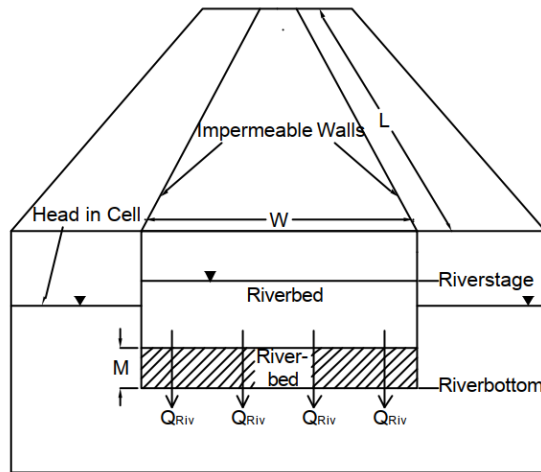 L
Impermeable Walls
Head in Cell
W
Riverstage
Riverbed
M
River-
bed
Riverbottom
QRiv QRiv QRiv QRiv